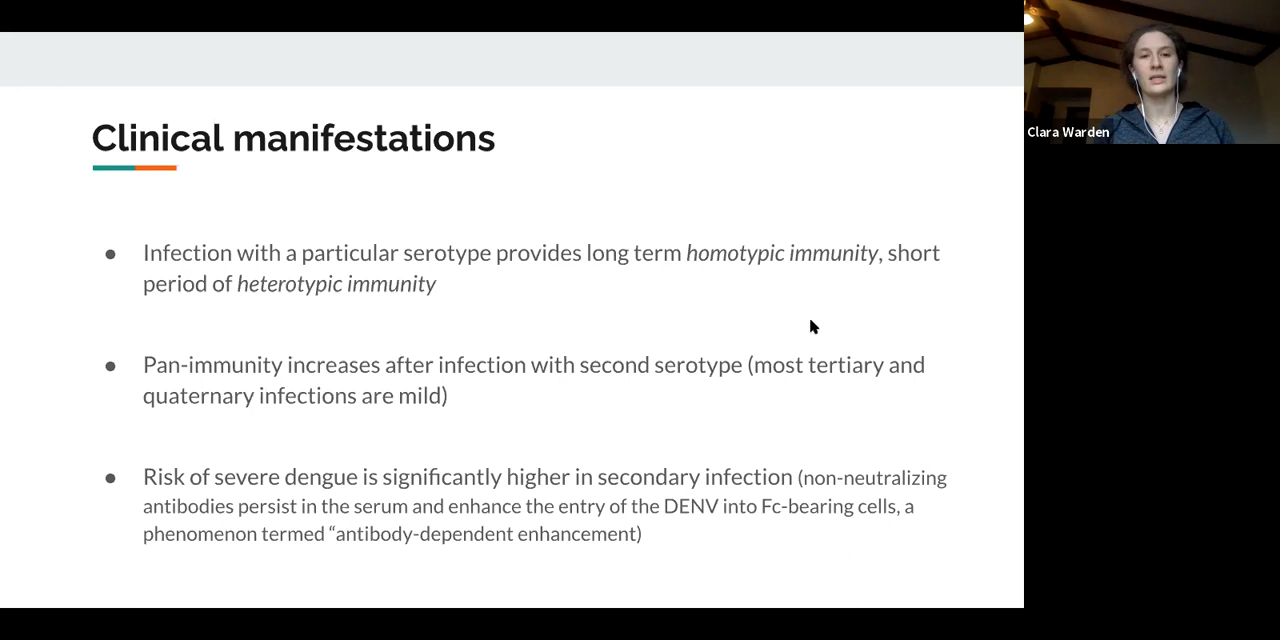 Clinical manifestations
● Infection with a particular serotype provides long term homotypic immunity, short
period of heterotypic immunity
● Pan-immunity increases after infection with second serotype (most tertiary and
quaternary infections are mild)
● Risk of severe dengue is significantly higher in secondary infection (non-neutralizing
antibodies persist in the serum and enhance the entry of the DENV into Fc-bearing cells, a
phenomenon termed “antibody-dependent enhancement)
Clara Warden